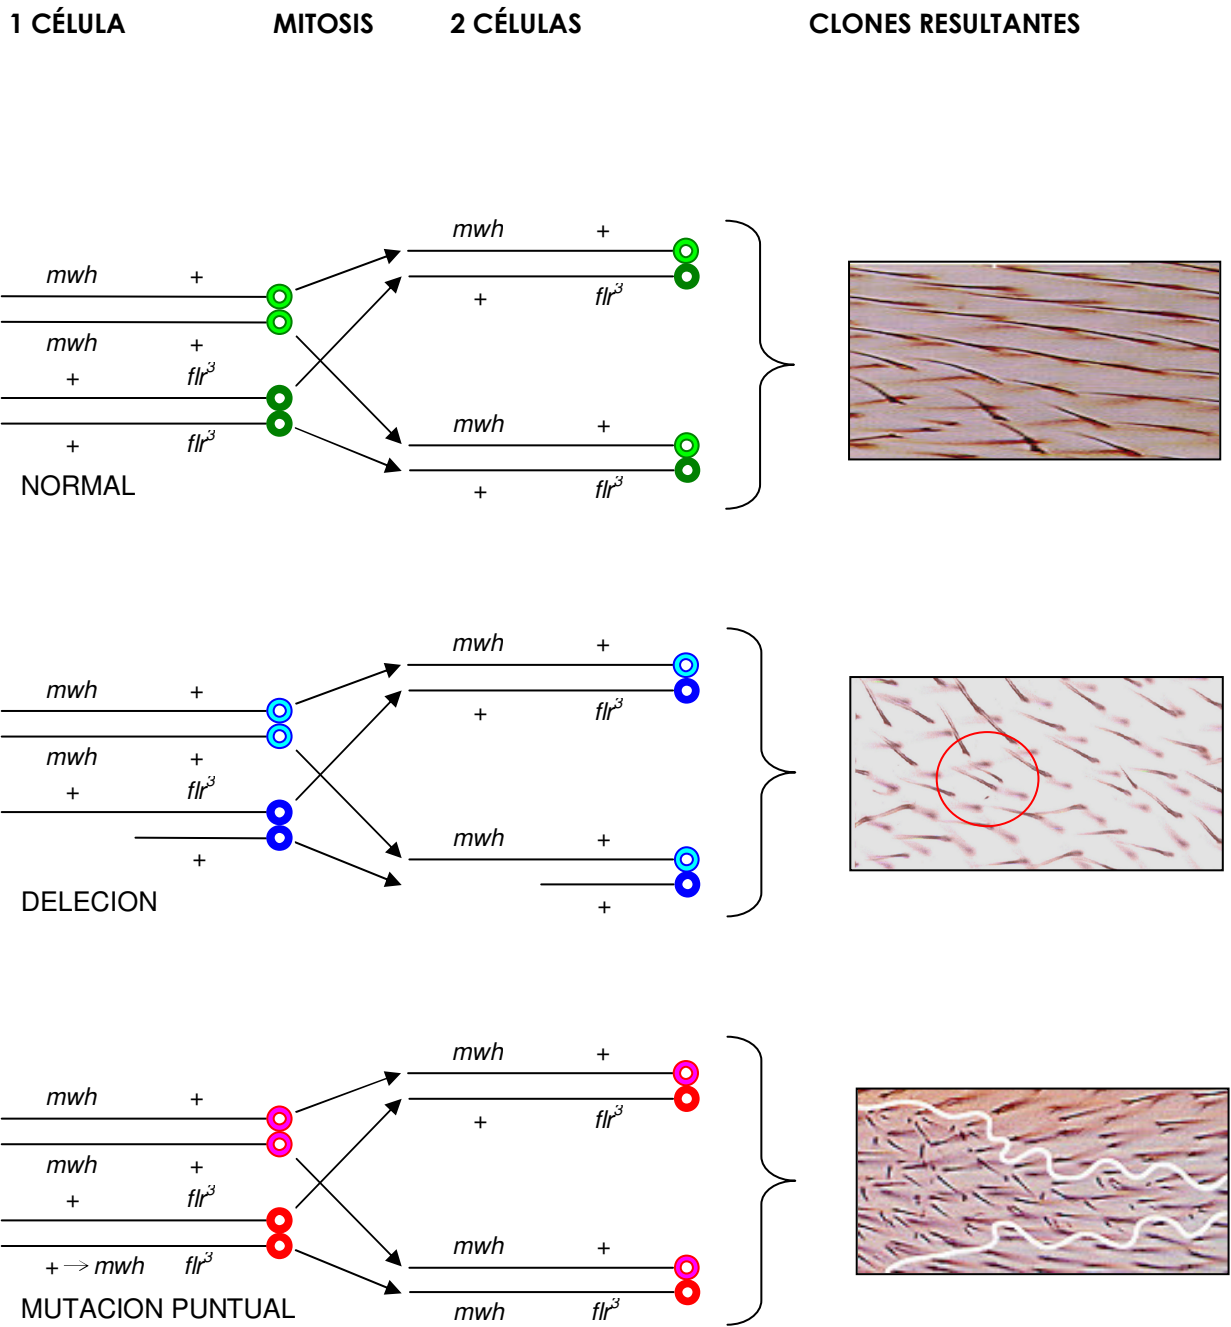 1 CÉLULA MITOSIS 2 CÉLULAS CLONES RESULTANTES
mwh +
mwh +
+ flr³
+ flr³
NORMAL
mwh +
+ flr³
mwh +
+ flr³
mwh +
mwh +
+ flr³
+
DELECION
mwh +
+ flr³
mwh +
+
mwh +
mwh +
+ flr³
+ → mwh flr³
MUTACION PUNTUAL
mwh +
+ flr³
mwh +
mwh flr³